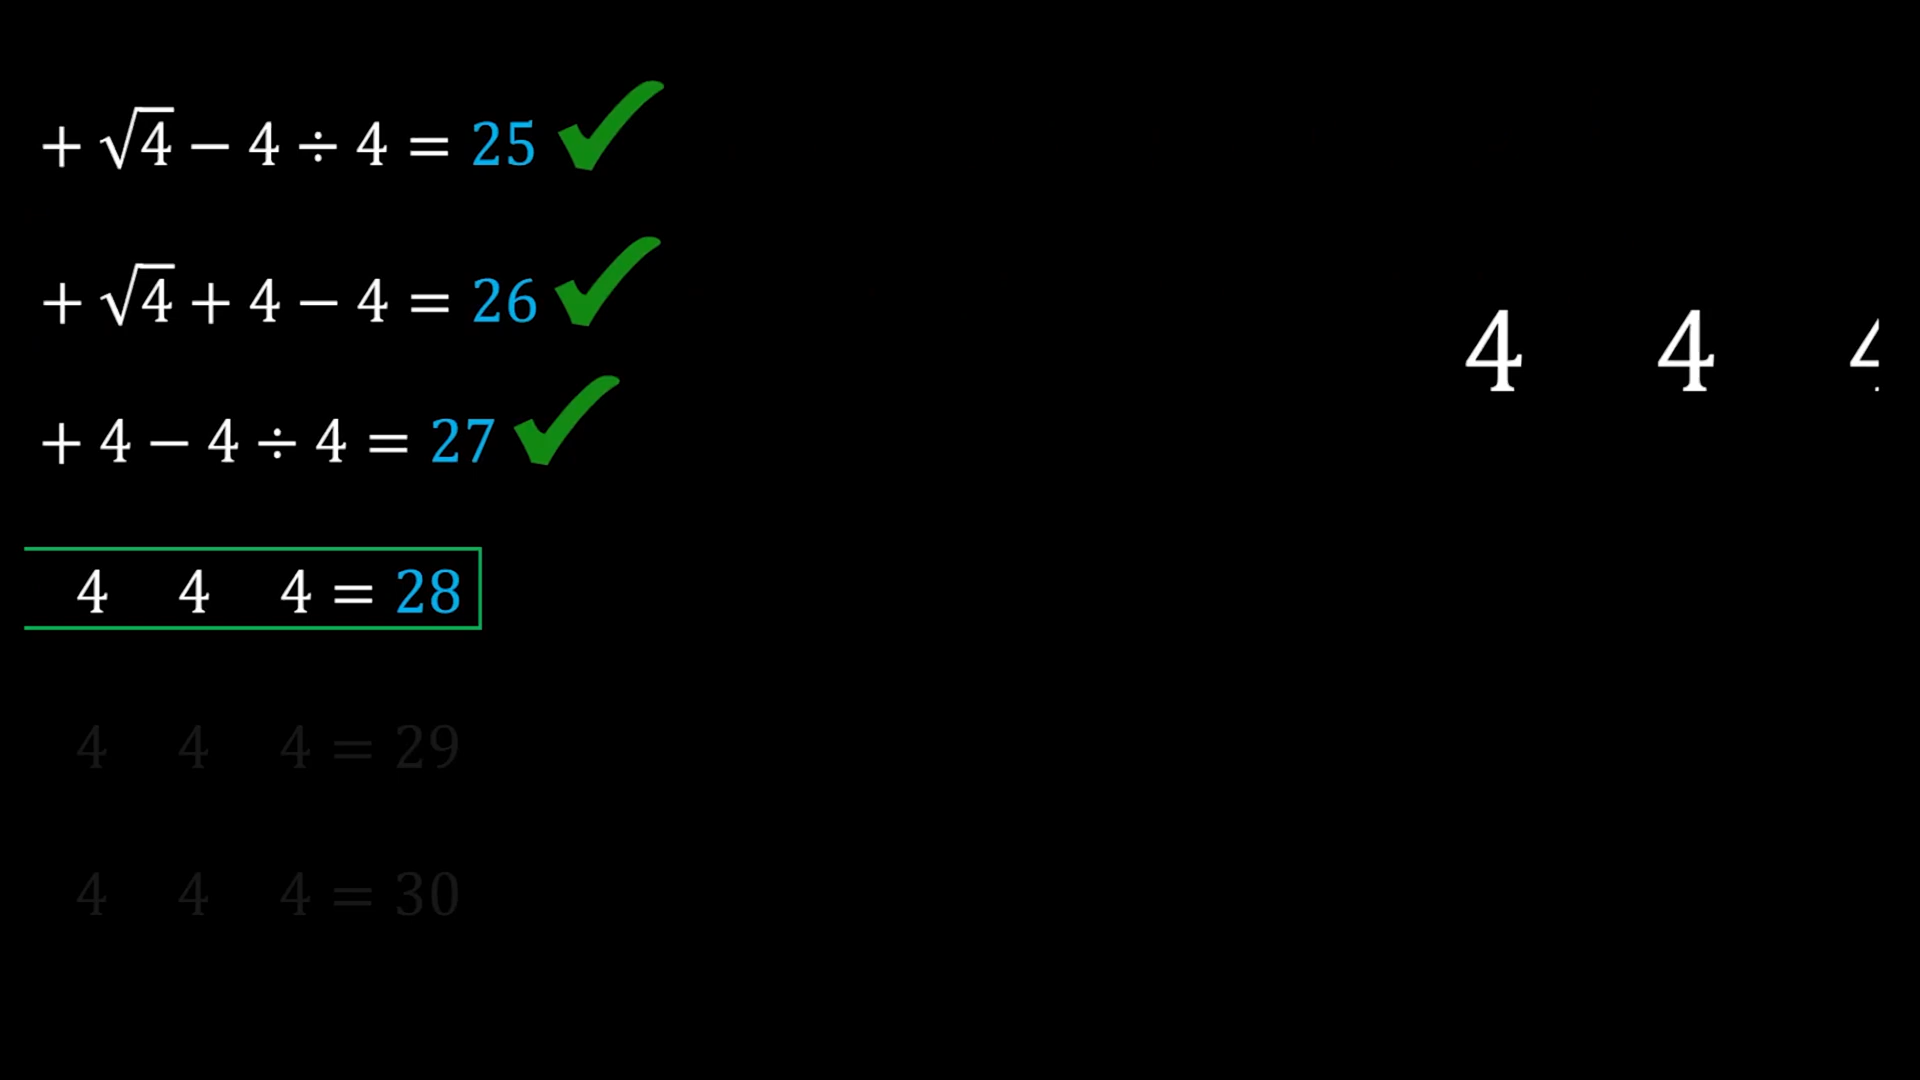 + √4 − 4 ÷ 4 = 25
+ √4 + 4 − 4 = 26
+ 4 − 4 ÷ 4 = 27
4 4 4 = 28
4 4 4 = 29
4 4 4 = 30
4 4